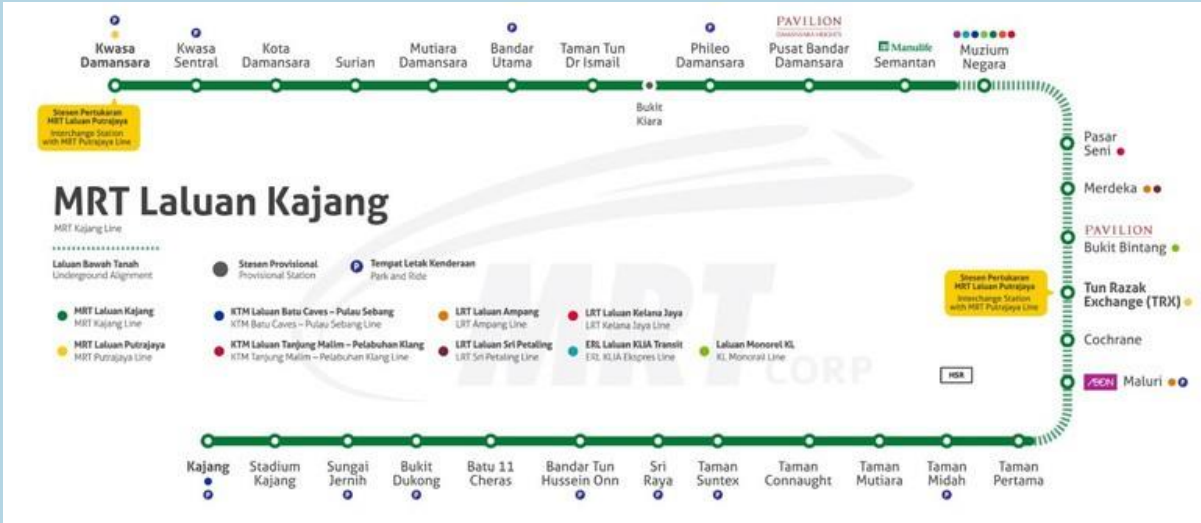 P
Kwasa
Damansara
P
Kwasa
Sentral
Kota
Damansara
Surian
Mutiara
Damansara
P
Bandar
Utama
Taman Tun
Dr Ismail
Bukit
Kiara
P
Phileo
Damansara
PAVILION
DAMANSARA HEIGHTS
Pusat Bandar
Damansara
Manulife
Semantan
Muzium
Negara
Stesen Pertukaran
MRT Laluan Putrajaya
Interchange Station
with MRT Putrajaya Line
Pasar
Seni
Merdeka
PAVILION
Bukit Bintang
Stesen Pertukaran
MRT Laluan Putrajaya
Interchange Station
with MRT Putrajaya Line
Tun Razak
Exchange (TRX)
Cochrane
AEON Maluri P
MRT Laluan Kajang
MRT Kajang Line
Laluan Bawah Tanah
Underground Alignment
Stesen Provisional
Provisional Station
P Tempat Letak Kenderaan
Park and Ride
MRT Laluan Kajang
MRT Kajang Line
KTM Laluan Batu Caves – Pulau Sebang
KTM Batu Caves – Pulau Sebang Line
LRT Laluan Ampang
LRT Ampang Line
LRT Laluan Kelana Jaya
LRT Kelana Jaya Line
MRT Laluan Putrajaya
MRT Putrajaya Line
KTM Laluan Tanjung Malim – Pelabuhan Klang
KTM Tanjung Malim – Pelabuhan Klang Line
LRT Laluan Sri Petaling
LRT Sri Petaling Line
ERL Laluan KLIA Transit
ERL KLIA Ekspres Line
Laluan Monorel KL
KL Monorail Line
MRT CORP
HSR
Kajang
P
Stadium
Kajang
Sungai
Jernih
P
Bukit
Dukong
P
Batu 11
Cheras
Bandar Tun
Hussein Onn
P
Sri
Raya
P
Taman
Suntex
P
Taman
Connaught
Taman
Mutiara
Taman
Midah
P
Taman
Pertama